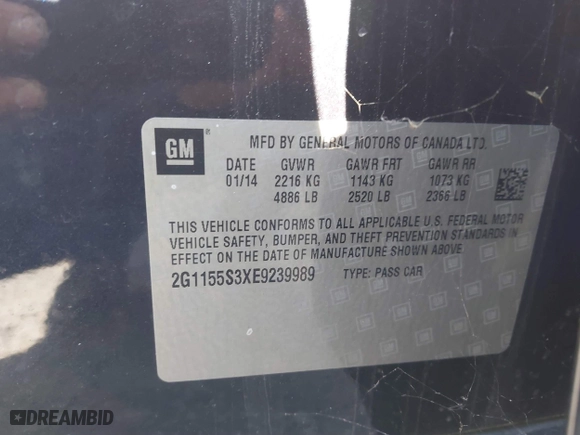 GM
MFD BY GENERAL MOTORS OF CANADA LTD.
DATE GVWR GAWR FRT GAWR RR
01/14 2216 KG 1143 KG 1073 KG
4886 LB 2520 LB 2366 LB
THIS VEHICLE CONFORMS TO ALL APPLICABLE U.S. FEDERAL MOTOR
VEHICLE SAFETY, BUMPER, AND THEFT PREVENTION STANDARDS IN
EFFECT ON THE DATE OF MANUFACTURE SHOWN ABOVE.
2G1155S3XE9239989 TYPE: PASS CAR
DREAMBID